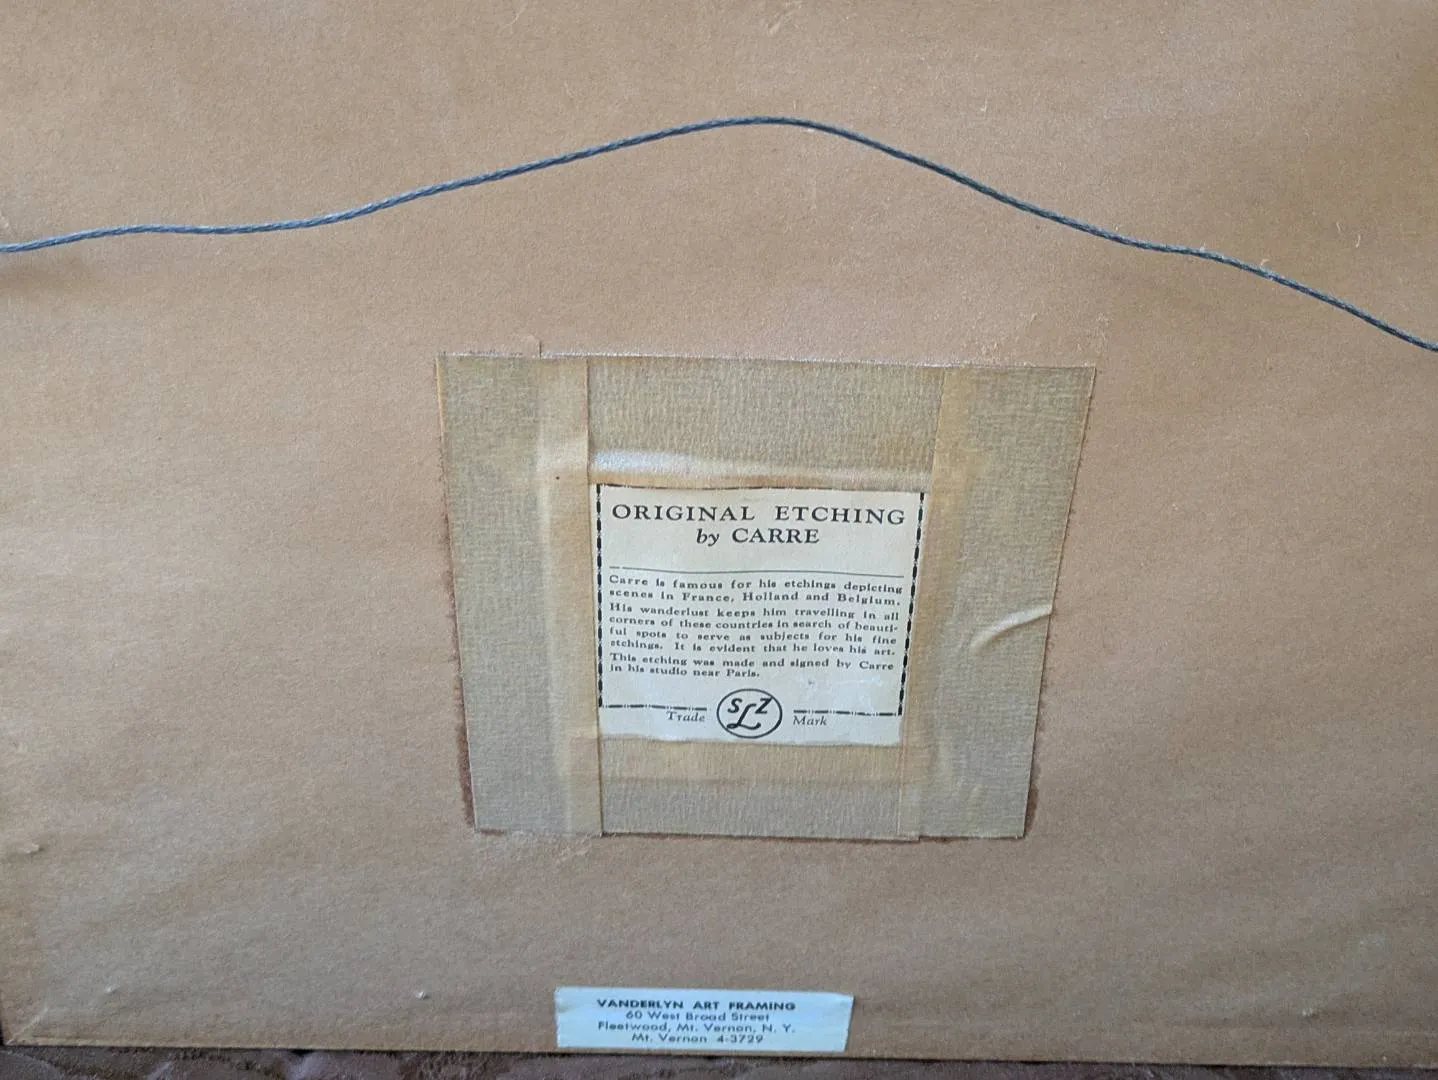 ORIGINAL ETCHING
by CARRE
Carre is famous for his etchings depicting
scenes in France, Holland and Belgium.
His wanderlust keeps him travelling in all
corners of these countries in search of beauti-
ful spots to serve as subjects for his fine
etchings. It is evident that he loves his art.
This etching was made and signed by Carre
in his studio near Paris.
Trade SLZ Mark
VANDERLYN ART FRAMING
60 West Broad Street
Fleetwood, Mt. Vernon, N. Y.
Mt. Vernon 4-3729